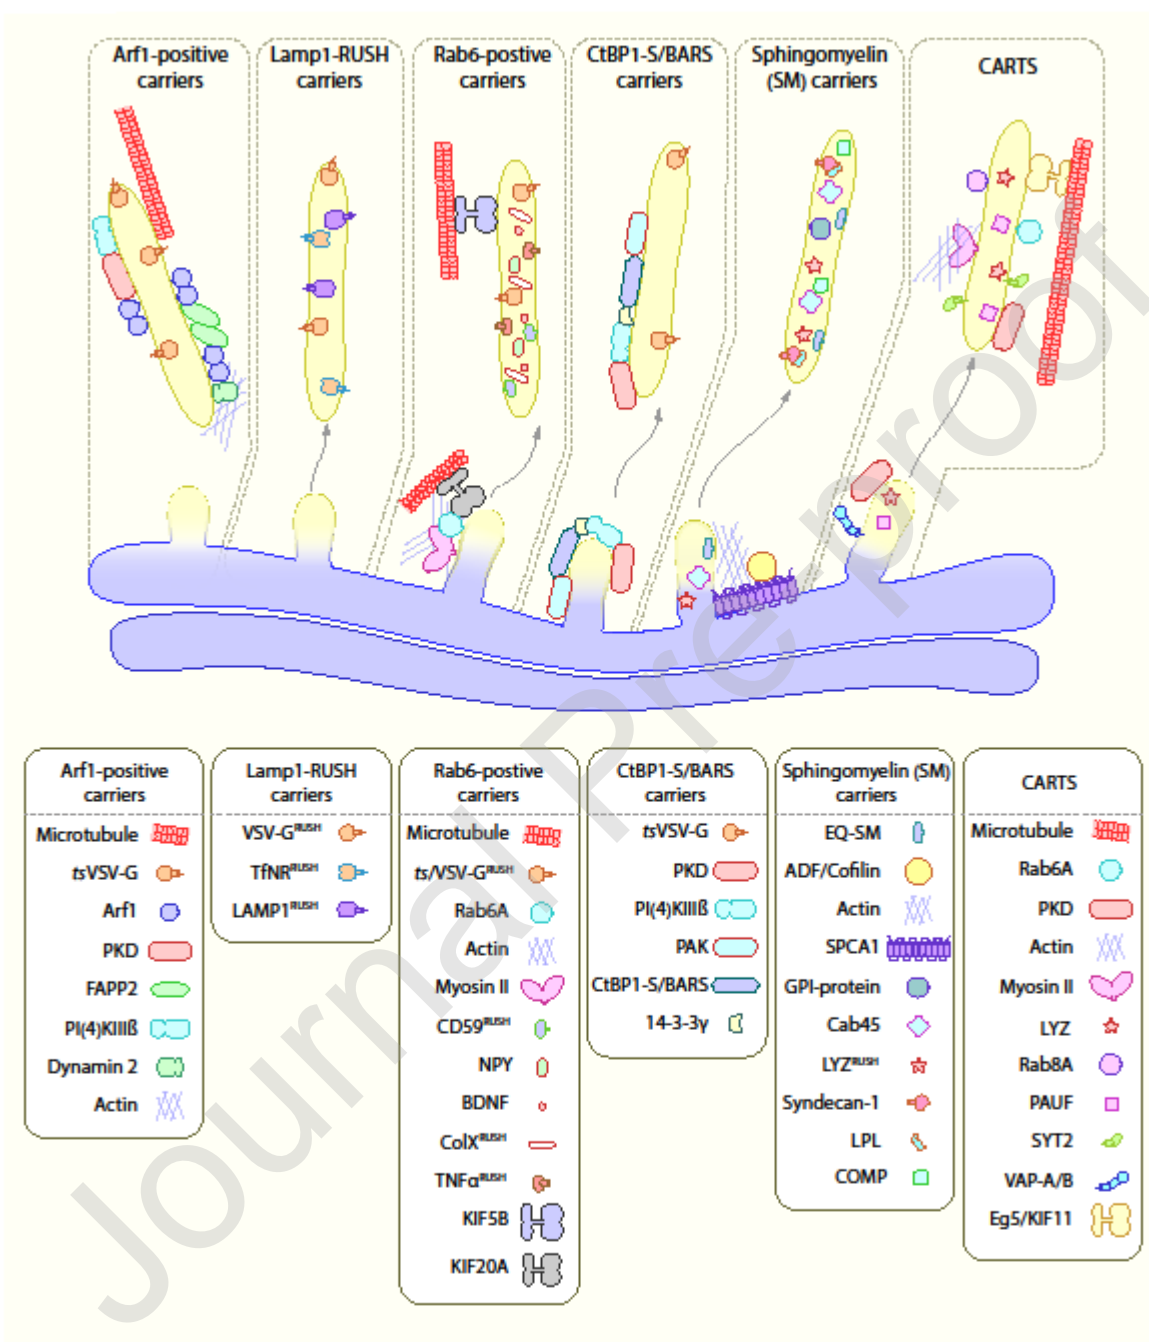 Arf1-positive
carriers
Lamp1-RUSH
carriers
Rab6-postive
carriers
CtBP1-S/BARS
carriers
Sphingomyelin
(SM) carriers
CARTS
Arf1-positive
carriers
Microtubule
tsVSV-G
Arf1
PKD
FAPP2
PI(4)KIIIß
Dynamin 2
Actin
Lamp1-RUSH
carriers
VSV-GRUSH
TfNRRUSH
LAMP1RUSH
Rab6-postive
carriers
Microtubule
ts/VSV-GRUSH
Rab6A
Actin
Myosin II
CD59RUSH
NPY
BDNF
ColXRUSH
TNFαRUSH
KIF5B
KIF20A
CtBP1-S/BARS
carriers
tsVSV-G
PKD
PI(4)KIIIß
PAK
CtBP1-S/BARS
14-3-3γ
Sphingomyelin (SM)
carriers
EQ-SM
ADF/Cofilin
Actin
SPCA1
GPI-protein
Cab45
LYZRUSH
Syndecan-1
LPL
COMP
CARTS
Microtubule
Rab6A
PKD
Actin
Myosin II
LYZ
Rab8A
PAUF
SYT2
VAP-A/B
Eg5/KIF11
Journal Pre-proof